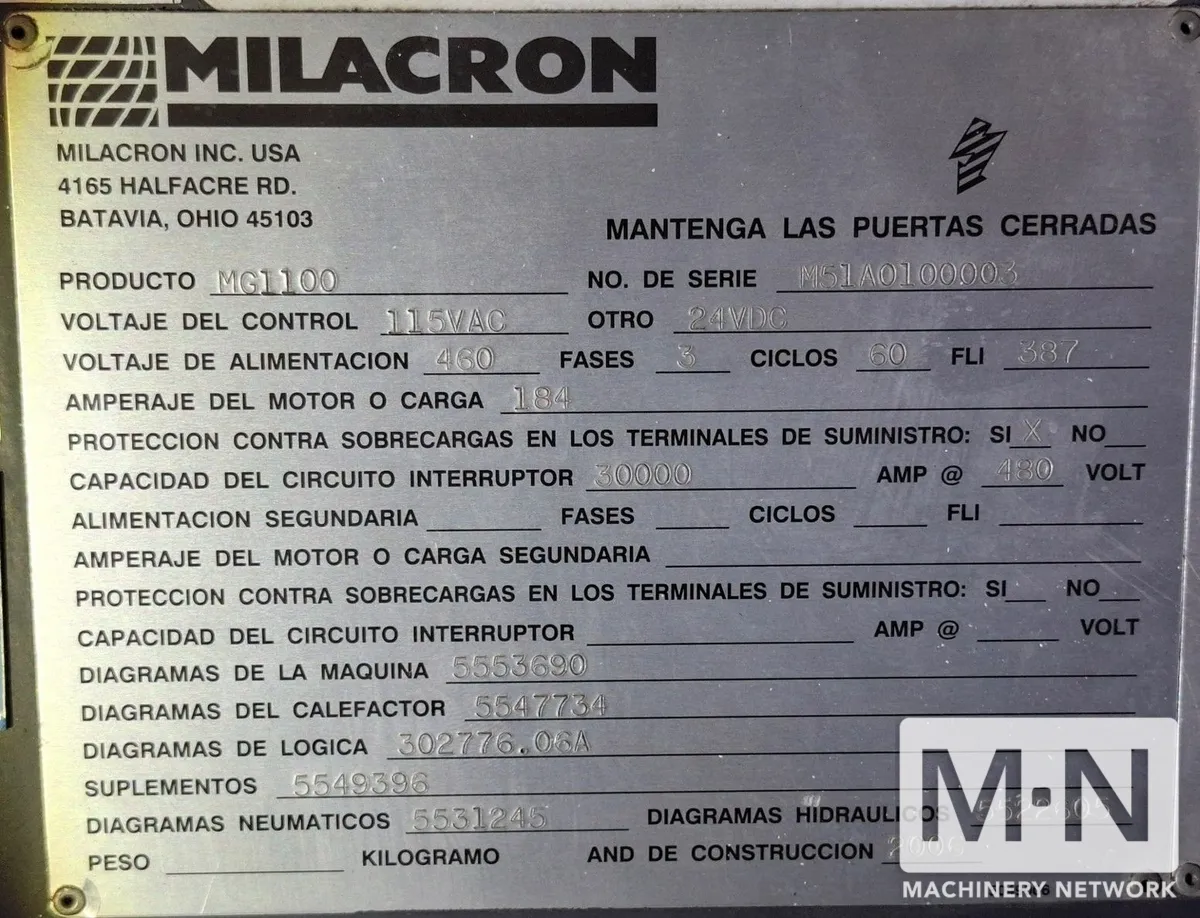 MILACRON
MILACRON INC. USA
4165 HALFACRE RD.
BATAVIA, OHIO 45103
MANTENGA LAS PUERTAS CERRADAS
PRODUCTO MG1100 NO. DE SERIE M51A0100003
VOLTAJE DEL CONTROL 115VAC OTRO 24VDC
VOLTAJE DE ALIMENTACION 460 FASES 3 CICLOS 60 FLI 387
AMPERAJE DEL MOTOR O CARGA 184
PROTECCION CONTRA SOBRECARGAS EN LOS TERMINALES DE SUMINISTRO: SI X NO
CAPACIDAD DEL CIRCUITO INTERRUPTOR 30000 AMP @ 480 VOLT
ALIMENTACION SEGUNDARIA FASES CICLOS FLI
AMPERAJE DEL MOTOR O CARGA SEGUNDARIA
PROTECCION CONTRA SOBRECARGAS EN LOS TERMINALES DE SUMINISTRO: SI NO
CAPACIDAD DEL CIRCUITO INTERRUPTOR AMP @ VOLT
DIAGRAMAS DE LA MAQUINA 5553690
DIAGRAMAS DEL CALEFACTOR 5547734
DIAGRAMAS DE LOGICA 302776.06A
SUPLEMENTOS 5549396
DIAGRAMAS NEUMATICOS 5531245 DIAGRAMAS HIDRAULICOS
PESO KILOGRAMO AND DE CONSTRUCCION
M·N
MACHINERY NETWORK